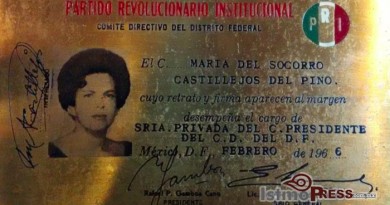 PARTIDO REVOLUCIONARIO INSTITUCIONAL
COMITE DIRECTIVO DEL DISTRITO FEDERAL
PRI
El C. MARIA DEL SOCORRO
CASTILLEJOS DEL PINO.
cuyo retrato y firma aparecen al margen
desempeña el cargo de
SRIA. PRIVADA DEL C. PRESIDENTE
DEL C.D. DEL D.F.
México, D. F. FEBRERO de 1966
PRESIDENTE
IstmoPRESS.com.mx